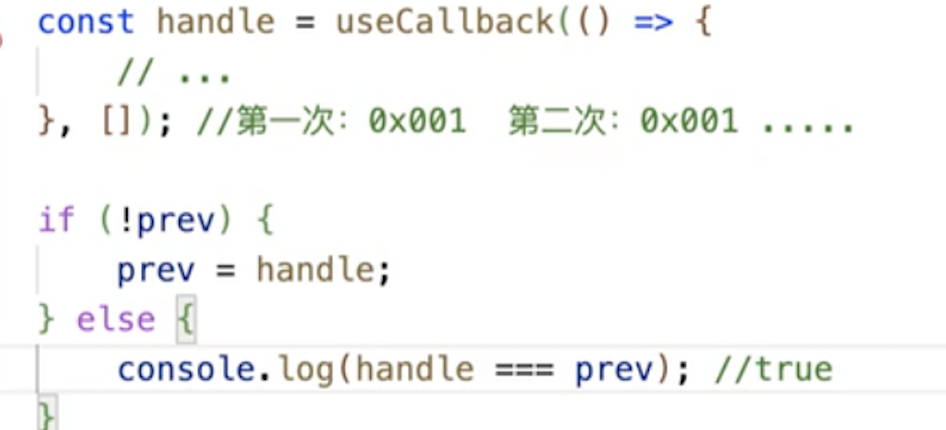 const handle = useCallback(() => {
// ...
}, []); //第一次：0x001 第二次：0x001 .....
if (!prev) {
prev = handle;
} else {
console.log(handle === prev); //true
}